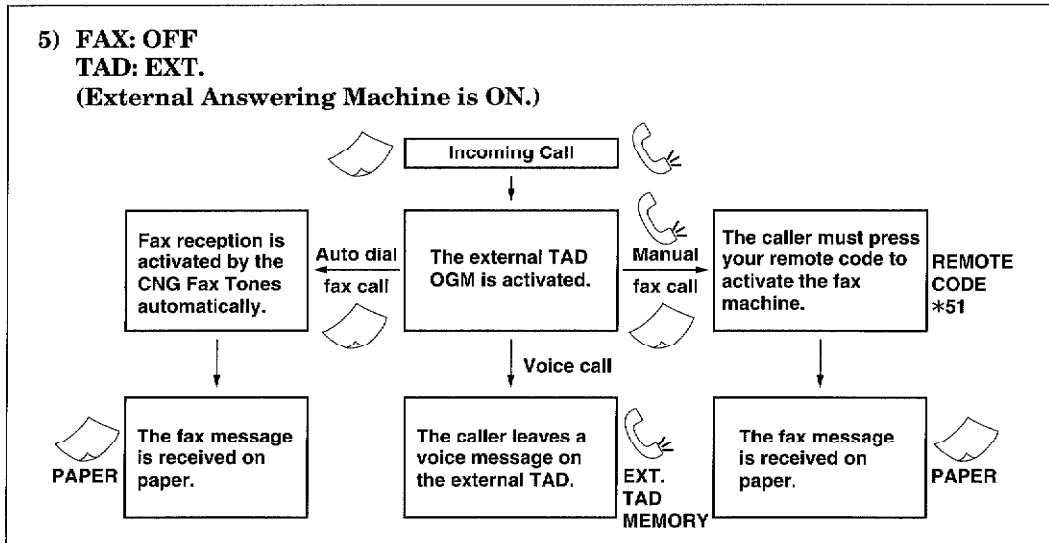 5) FAX: OFF
TAD: EXT.
(External Answering Machine is ON.)
Incoming Call
Fax reception is
activated by the
CNG Fax Tones
automatically.
Auto dial
fax call
The external TAD
OGM is activated.
Manual
fax call
The caller must press
your remote code to
activate the fax
machine.
REMOTE
CODE
*51
Voice call
PAPER
The fax message
is received on
paper.
The caller leaves a
voice message on
the external TAD.
EXT.
TAD
MEMORY
The fax message
is received on
paper.
PAPER